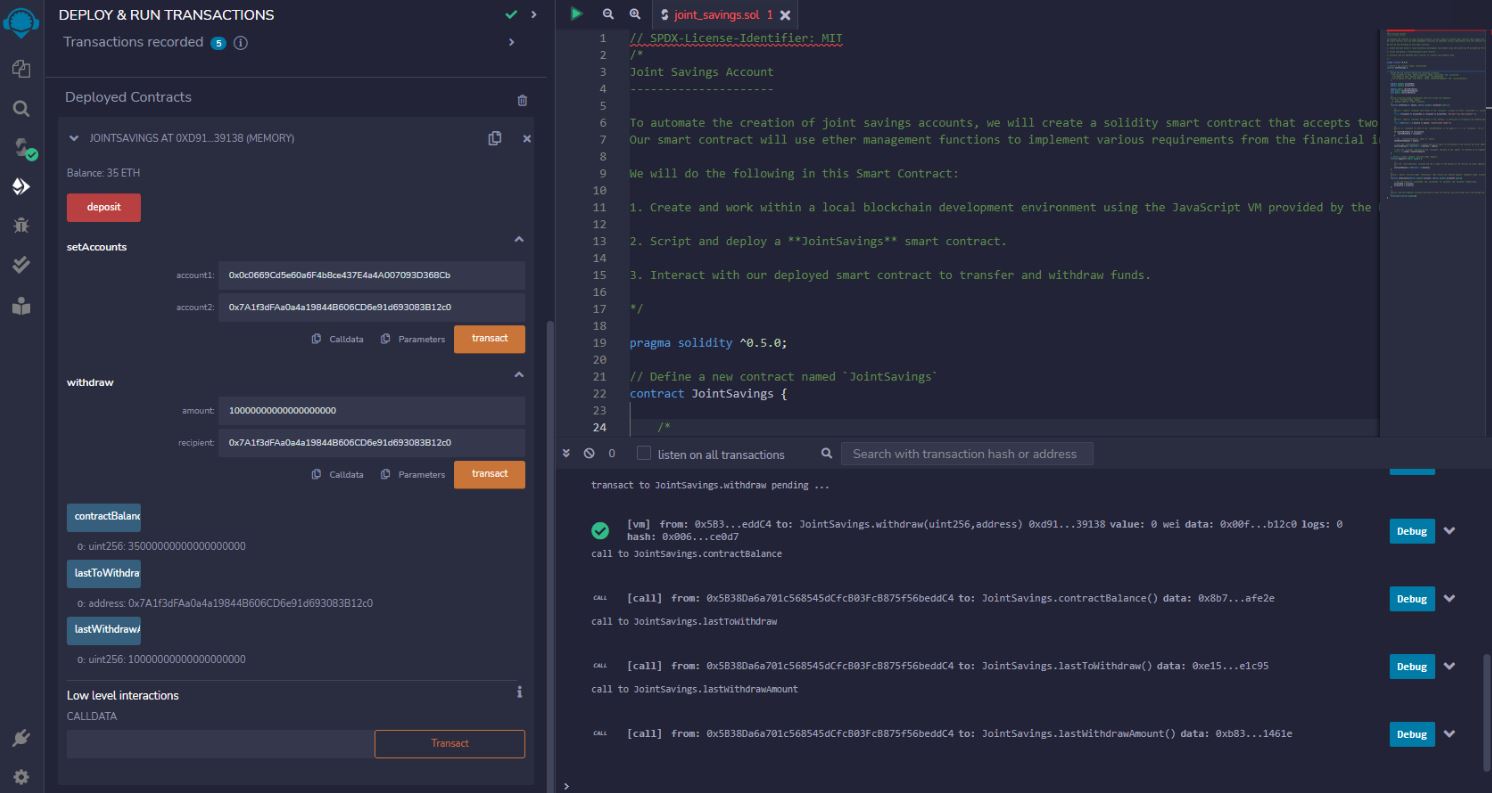 DEPLOY & RUN TRANSACTIONS
Transactions recorded 5 i
Deployed Contracts
JOINTSAVINGS AT 0XD91...39138 (MEMORY)
Balance: 35 ETH
deposit
setAccounts
account1: 0x0c0669Cd5e60a6F4b8ce437E4a4A007093D368Cb
account2: 0x7A1f3dFAa0a4a19844B606CD6e91d693083B12c0
Calldata Parameters transact
withdraw
amount: 10000000000000000000
recipient: 0x7A1f3dFAa0a4a19844B606CD6e91d693083B12c0
Calldata Parameters transact
contractBalanc
0: uint256: 35000000000000000000
lastToWithdra
0: address: 0x7A1f3dFAa0a4a19844B606CD6e91d693083B12c0
lastWithdrawA
0: uint256: 10000000000000000000
Low level interactions i
CALLDATA
Transact
joint_savings.sol 1
1 // SPDX-License-Identifier: MIT
2 /*
3 Joint Savings Account
4 ---------------------
5
6 To automate the creation of joint savings accounts, we will create a solidity smart contract that accepts two
7 Our smart contract will use ether management functions to implement various requirements from the financial in
8
9 We will do the following in this Smart Contract:
10
11 1. Create and work within a local blockchain development environment using the JavaScript VM provided by the
12
13 2. Script and deploy a **JointSavings** smart contract.
14
15 3. Interact with our deployed smart contract to transfer and withdraw funds.
16
17 */
18
19 pragma solidity ^0.5.0;
20
21 // Define a new contract named `JointSavings`
22 contract JointSavings {
23
24 /*
0 listen on all transactions Search with transaction hash or address
transact to JointSavings.withdraw pending ...
[vm] from: 0x5B3...eddC4 to: JointSavings.withdraw(uint256,address) 0xd91...39138 value: 0 wei data: 0x00f...b12c0 logs: 0
hash: 0x006...ce0d7
Debug
call to JointSavings.contractBalance
CALL [call] from: 0x5B38Da6a701c568545dCfcB03FcB875f56beddC4 to: JointSavings.contractBalance() data: 0x8b7...afe2e Debug
call to JointSavings.lastToWithdraw
CALL [call] from: 0x5B38Da6a701c568545dCfcB03FcB875f56beddC4 to: JointSavings.lastToWithdraw() data: 0xe15...e1c95 Debug
call to JointSavings.lastWithdrawAmount
CALL [call] from: 0x5B38Da6a701c568545dCfcB03FcB875f56beddC4 to: JointSavings.lastWithdrawAmount() data: 0xb83...1461e Debug
>